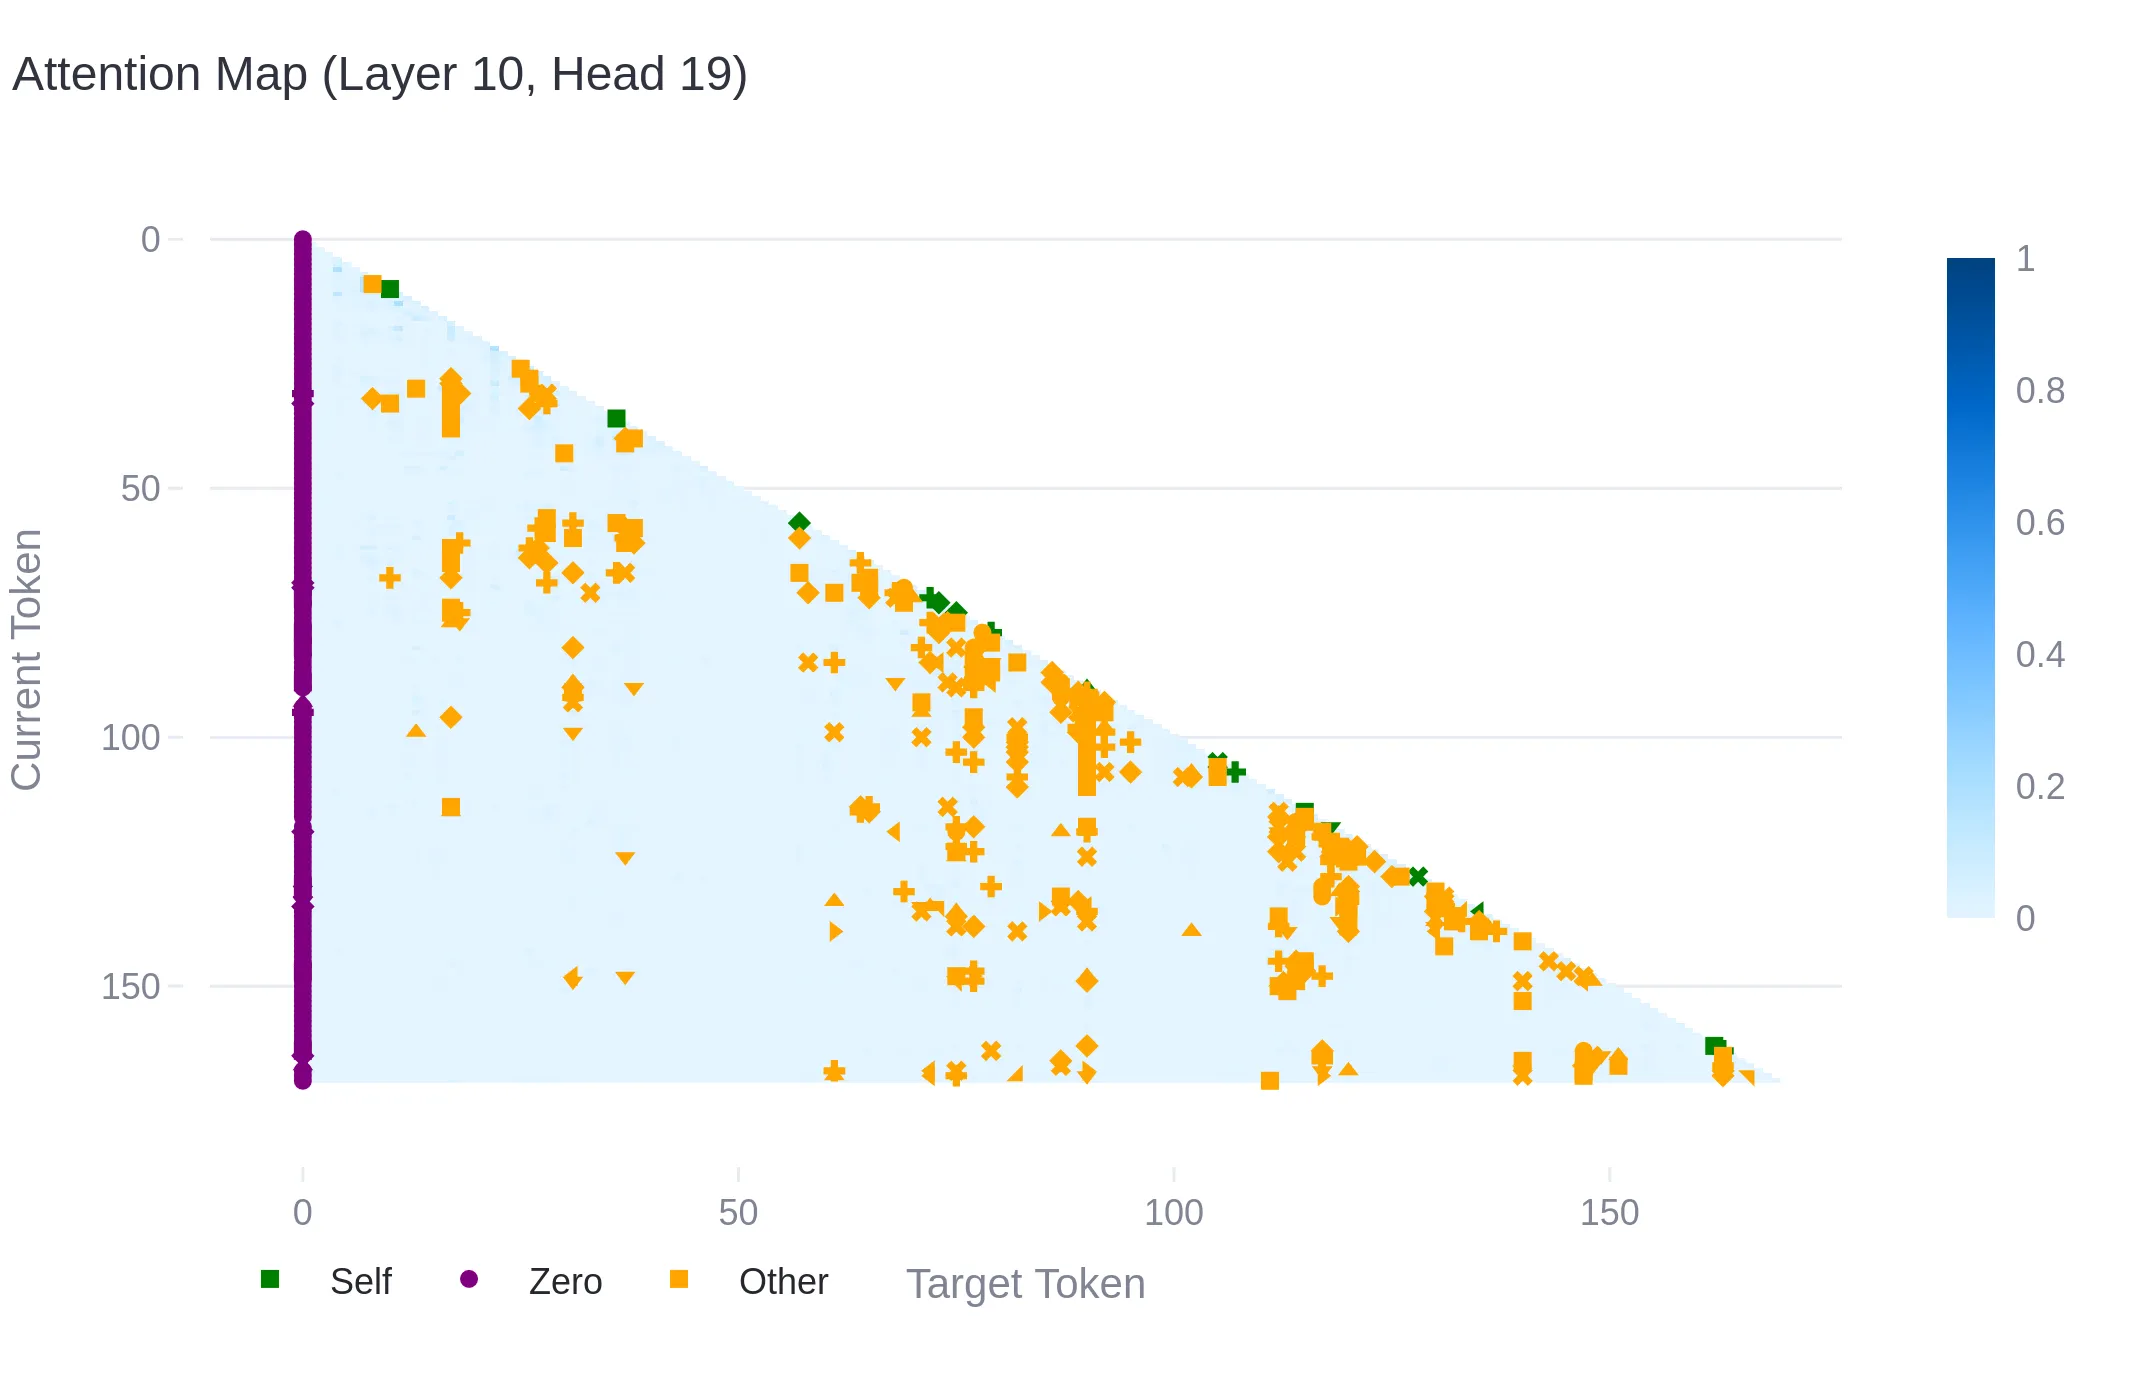 Attention Map (Layer 10, Head 19)
0
50
100
150
Current Token
1
0.8
0.6
0.4
0.2
0
0 50 100 150
Self Zero Other Target Token